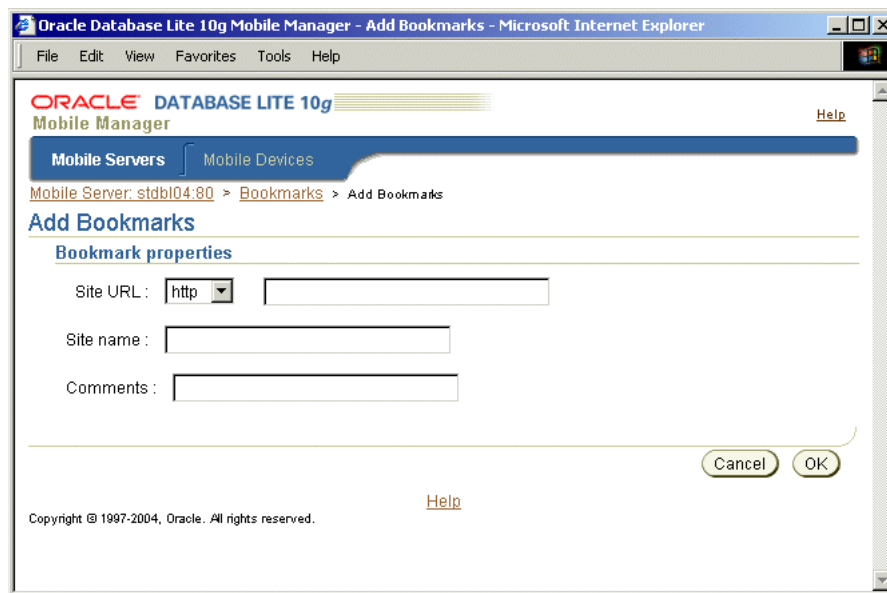 Oracle Database Lite 10g Mobile Manager - Add Bookmarks - Microsoft Internet Explorer
File Edit View Favorites Tools Help
ORACLE DATABASE LITE 10g
Mobile Manager
Help
Mobile Servers Mobile Devices
Mobile Server: stdbl04:80 > Bookmarks > Add Bookmarks
Add Bookmarks
Bookmark properties
Site URL : http
Site name :
Comments :
Cancel OK
Help
Copyright © 1997-2004, Oracle. All rights reserved.